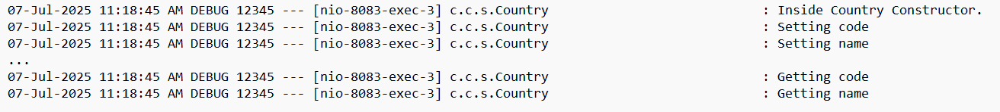 07-Jul-2025 11:18:45 AM DEBUG 12345 --- [nio-8083-exec-3] c.c.s.Country                            : Inside Country Constructor.
07-Jul-2025 11:18:45 AM DEBUG 12345 --- [nio-8083-exec-3] c.c.s.Country                            : Setting code
07-Jul-2025 11:18:45 AM DEBUG 12345 --- [nio-8083-exec-3] c.c.s.Country                            : Setting name
...
07-Jul-2025 11:18:45 AM DEBUG 12345 --- [nio-8083-exec-3] c.c.s.Country                            : Getting code
07-Jul-2025 11:18:45 AM DEBUG 12345 --- [nio-8083-exec-3] c.c.s.Country                            : Getting name